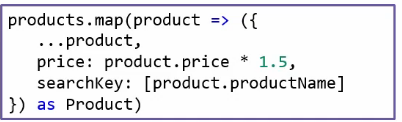 products.map(product => ({
...product,
price: product.price * 1.5,
searchKey: [product.productName]
}) as Product)